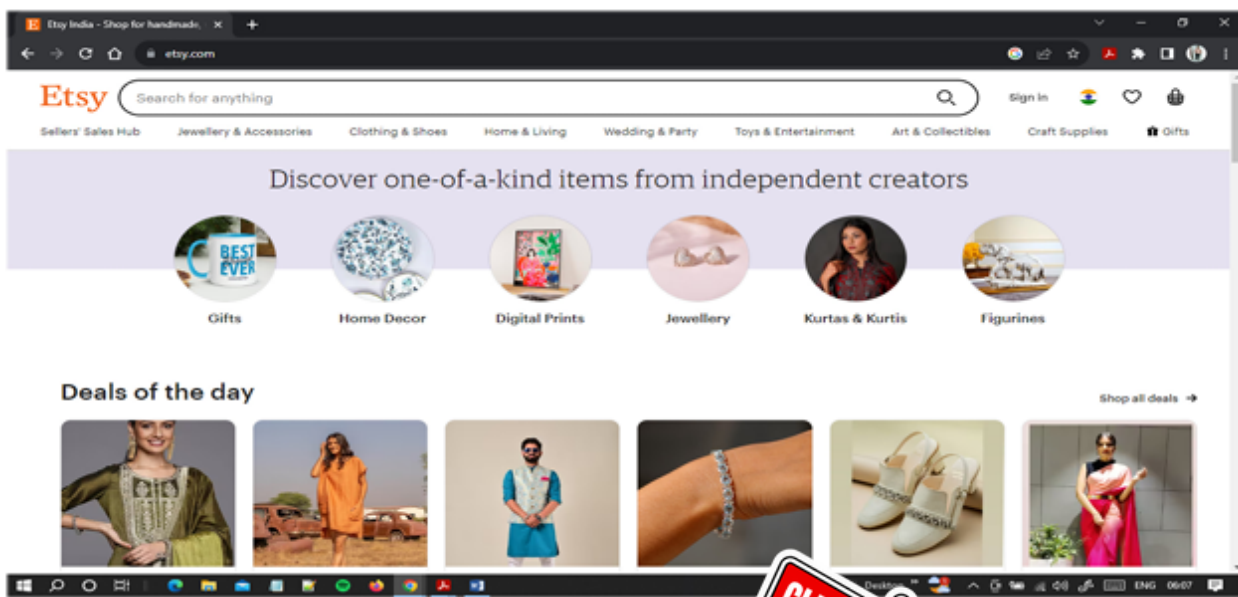 Etsy India - Shop for handmade,
etsy.com
Etsy
Search for anything
Sign in
Sellers' Sales Hub Jewellery & Accessories Clothing & Shoes Home & Living Wedding & Party Toys & Entertainment Art & Collectibles Craft Supplies Gifts
Discover one-of-a-kind items from independent creators
BEST
EVER
Gifts Home Decor Digital Prints Jewellery Kurtas & Kurtis Figurines
Deals of the day
Shop all deals →
Desktop
ENG 06:07